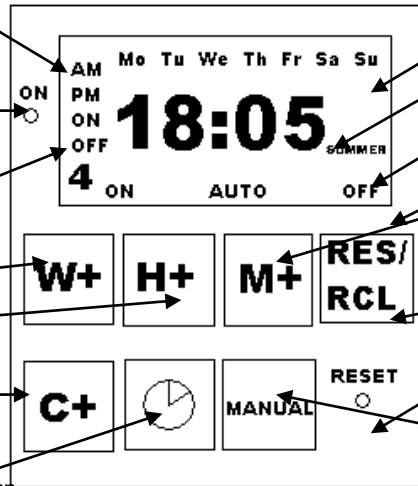 Mo Tu We Th Fr Sa Su
AM
ON
PM
18:05
ON
OFF
SUMMER
4
ON AUTO OFF
W+ H+ M+ RES/
RCL
RESET
C+ MANUAL